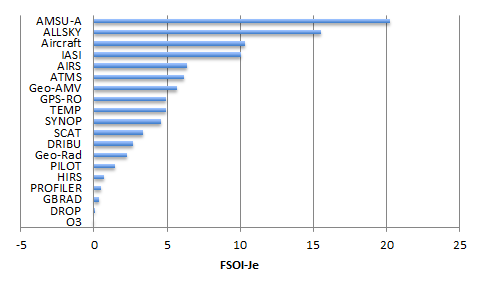 AMSU-A
ALLSKY
Aircraft
IASI
AIRS
ATMS
Geo-AMV
GPS-RO
TEMP
SYNOP
SCAT
DRIBU
Geo-Rad
PILOT
HIRS
PROFILER
GBRAD
DROP
O3
-5 0 5 10 15 20 25
FSOI-Je